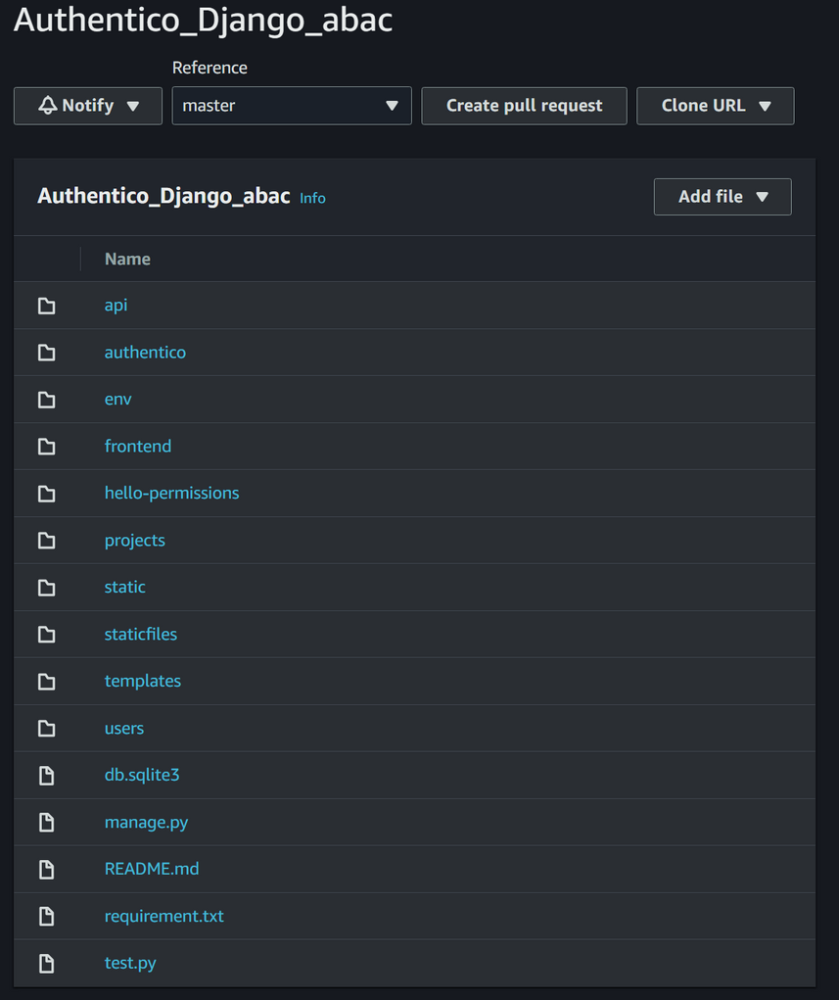 Authentico_Django_abac
Reference
Notify
master
Create pull request
Clone URL
Authentico_Django_abac Info
Add file
Name
api
authentico
env
frontend
hello-permissions
projects
static
staticfiles
templates
users
db.sqlite3
manage.py
README.md
requirement.txt
test.py